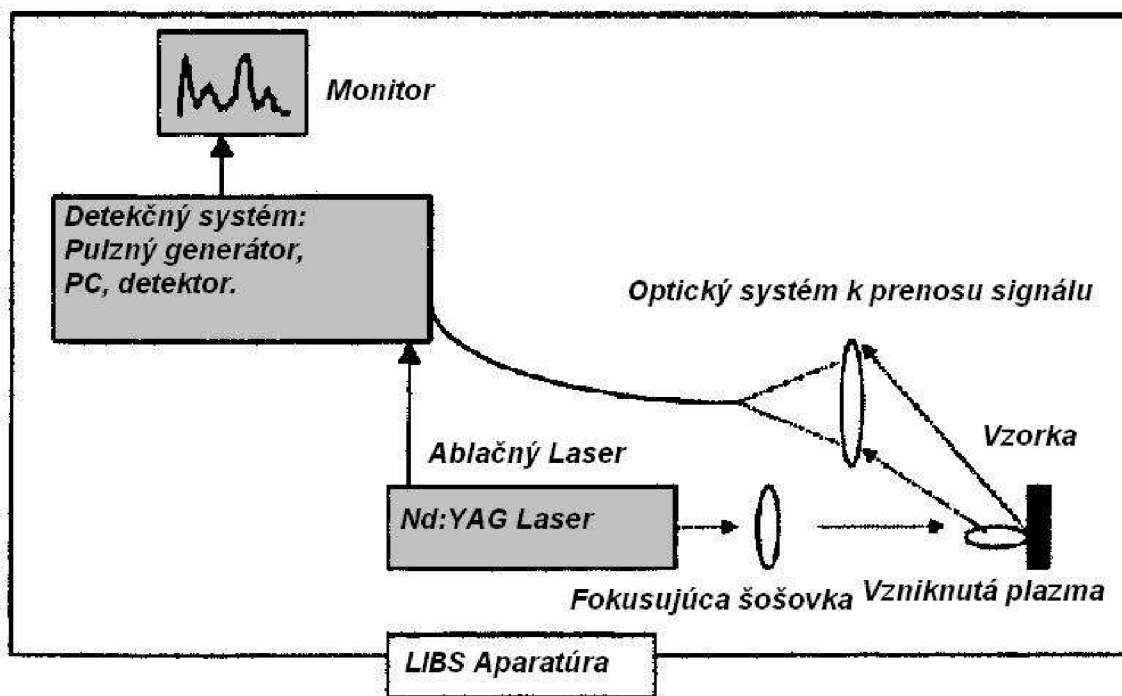 Monitor
Detekčný systém:
Pulzný generátor,
PC, detektor.
Optický systém k prenosu signálu
Vzorka
Ablačný Laser
Nd:YAG Laser
Fokusujúca šošovka
Vzniknutá plazma
LIBS Aparatúra